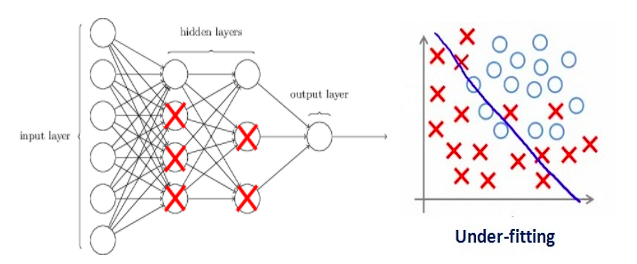 hidden layers
output layer
input layer
Under-fitting